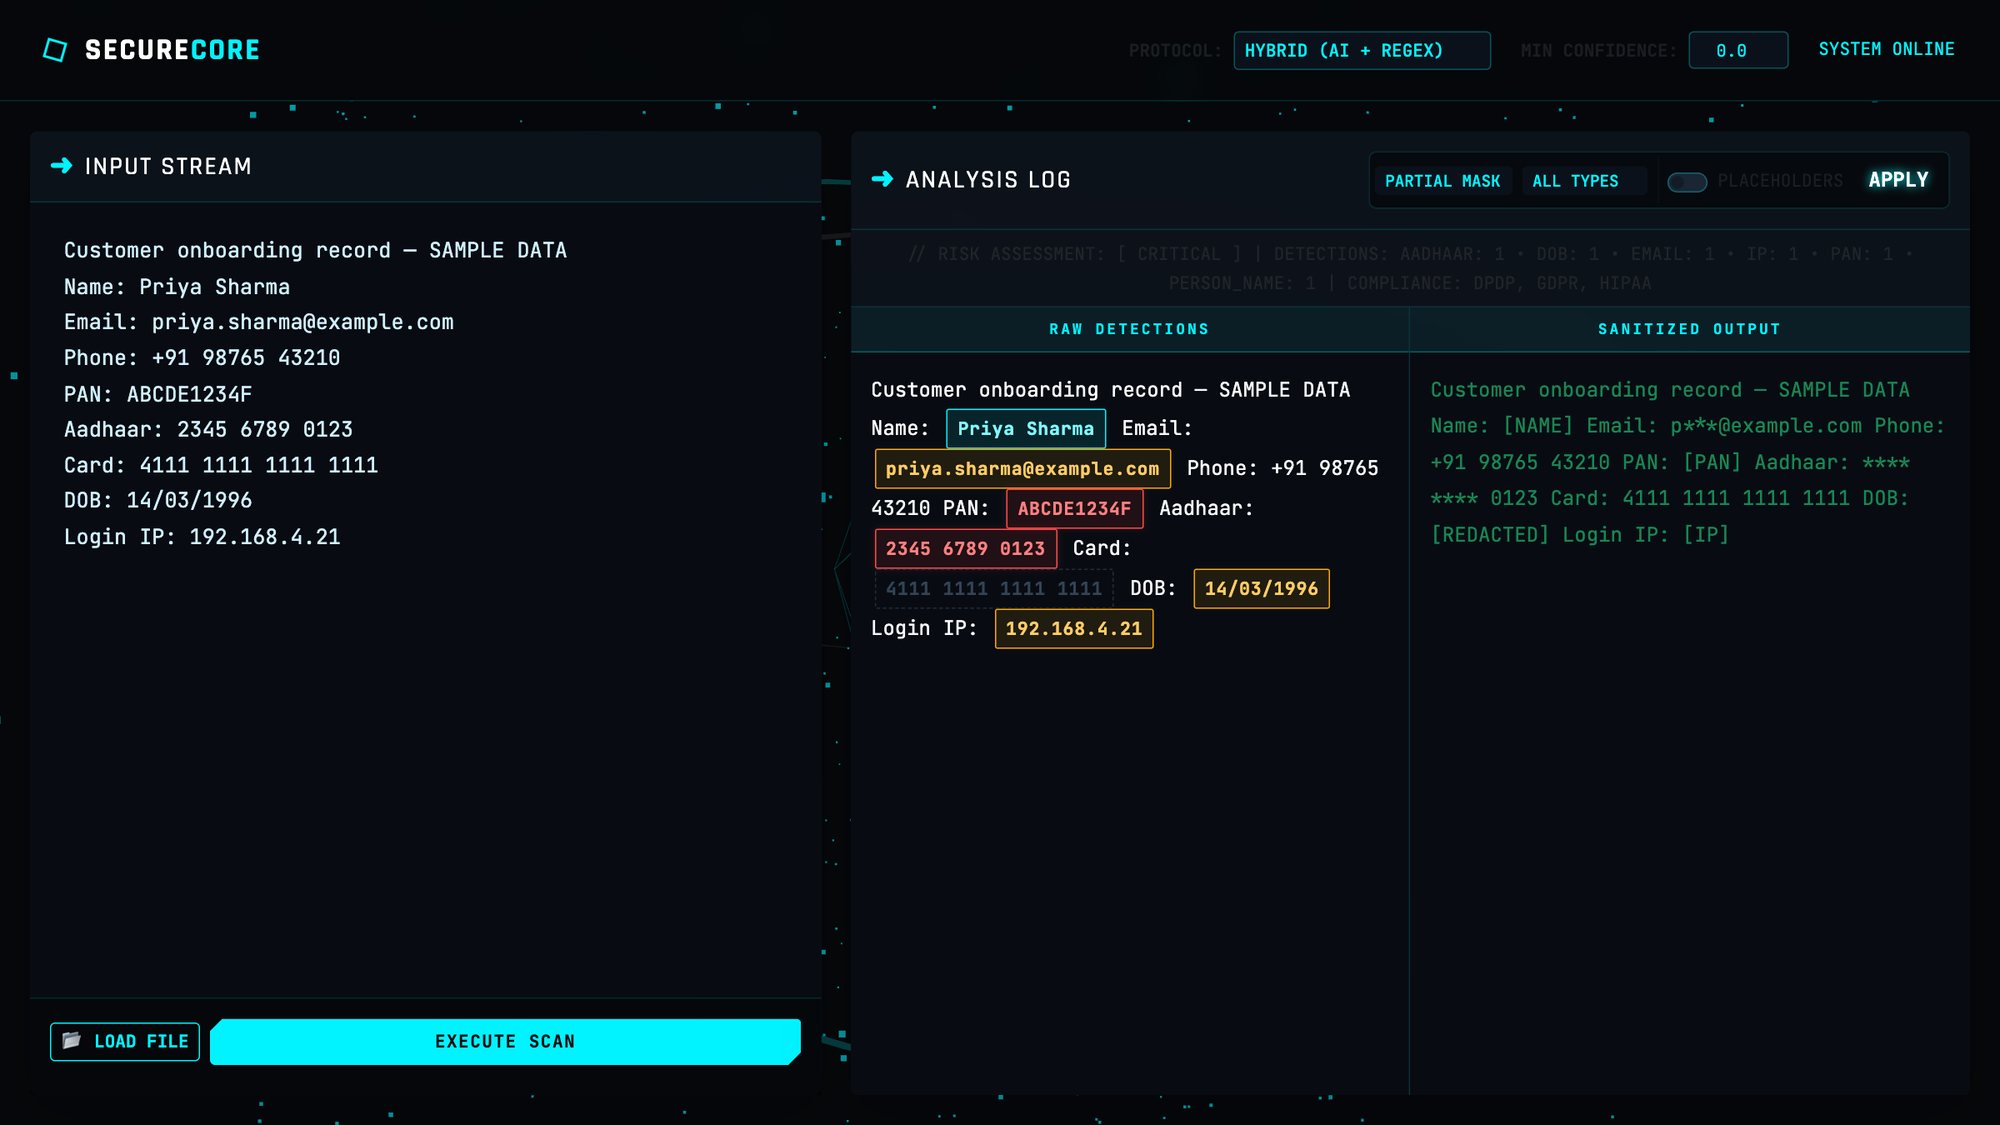 SECURECORE
PROTOCOL: HYBRID (AI + REGEX) MIN CONFIDENCE: 0.0 SYSTEM ONLINE
➜ INPUT STREAM
Customer onboarding record — SAMPLE DATA
Name: Priya Sharma
Email: priya.sharma@example.com
Phone: +91 98765 43210
PAN: ABCDE1234F
Aadhaar: 2345 6789 0123
Card: 4111 1111 1111 1111
DOB: 14/03/1996
Login IP: 192.168.4.21
LOAD FILE
EXECUTE SCAN
➜ ANALYSIS LOG
PARTIAL MASK ALL TYPES PLACEHOLDERS APPLY
// RISK ASSESSMENT: [ CRITICAL ] | DETECTIONS: AADHAAR: 1 • DOB: 1 • EMAIL: 1 • IP: 1 • PAN: 1 •
PERSON_NAME: 1 | COMPLIANCE: DPDP, GDPR, HIPAA
RAW DETECTIONS
Customer onboarding record — SAMPLE DATA
Name: Priya Sharma Email:
priya.sharma@example.com Phone: +91 98765
43210 PAN: ABCDE1234F Aadhaar:
2345 6789 0123 Card:
4111 1111 1111 1111 DOB: 14/03/1996
Login IP: 192.168.4.21
SANITIZED OUTPUT
Customer onboarding record — SAMPLE DATA
Name: [NAME] Email: p***@example.com Phone:
+91 98765 43210 PAN: [PAN] Aadhaar: ****
**** 0123 Card: 4111 1111 1111 1111 DOB:
[REDACTED] Login IP: [IP]